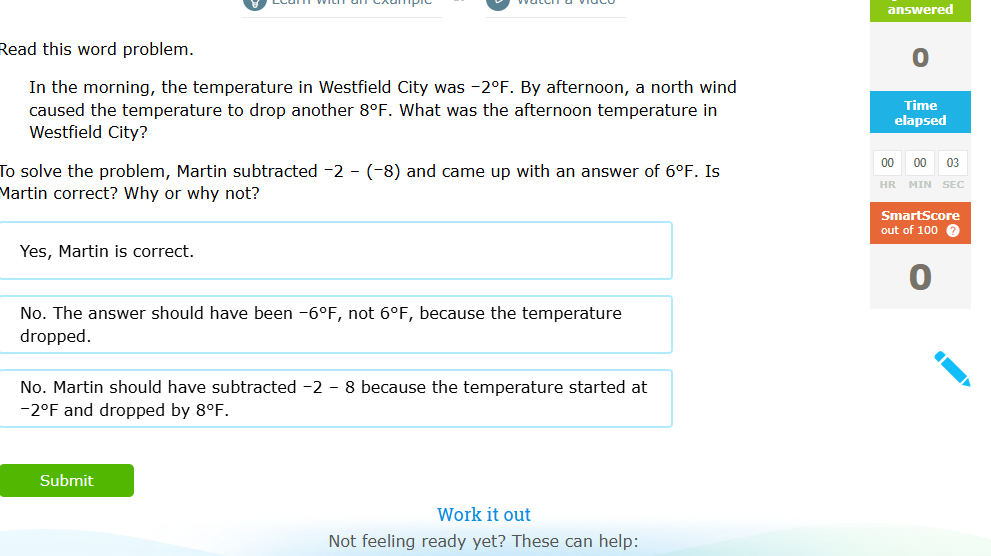 Learn with an example
Watch a video
answered
Read this word problem.
0
In the morning, the temperature in Westfield City was −2°F. By afternoon, a north wind
caused the temperature to drop another 8°F. What was the afternoon temperature in
Westfield City?
Time
elapsed
To solve the problem, Martin subtracted −2 – (−8) and came up with an answer of 6°F. Is
Martin correct? Why or why not?
00 00 03
HR MIN SEC
SmartScore
out of 100 ?
0
Yes, Martin is correct.
No. The answer should have been −6°F, not 6°F, because the temperature
dropped.
No. Martin should have subtracted −2 – 8 because the temperature started at
−2°F and dropped by 8°F.
Submit
Work it out
Not feeling ready yet? These can help: